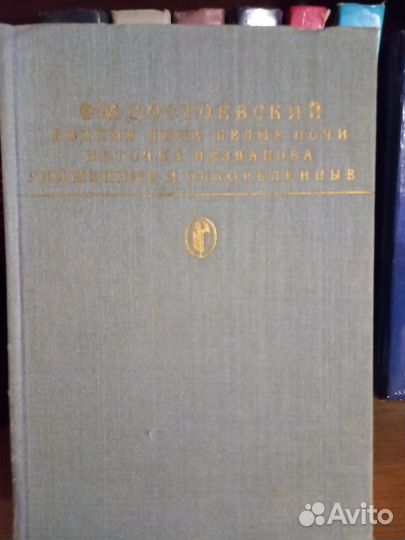 Ф·М·ДОСТОЕВСКИЙ
БЕДНЫЕ ЛЮДИ·БЕЛЫЕ НОЧИ
НЕТОЧКА НЕЗВАНОВА
УНИЖЕННЫЕ И ОСКОРБЛЕННЫЕ
Avito